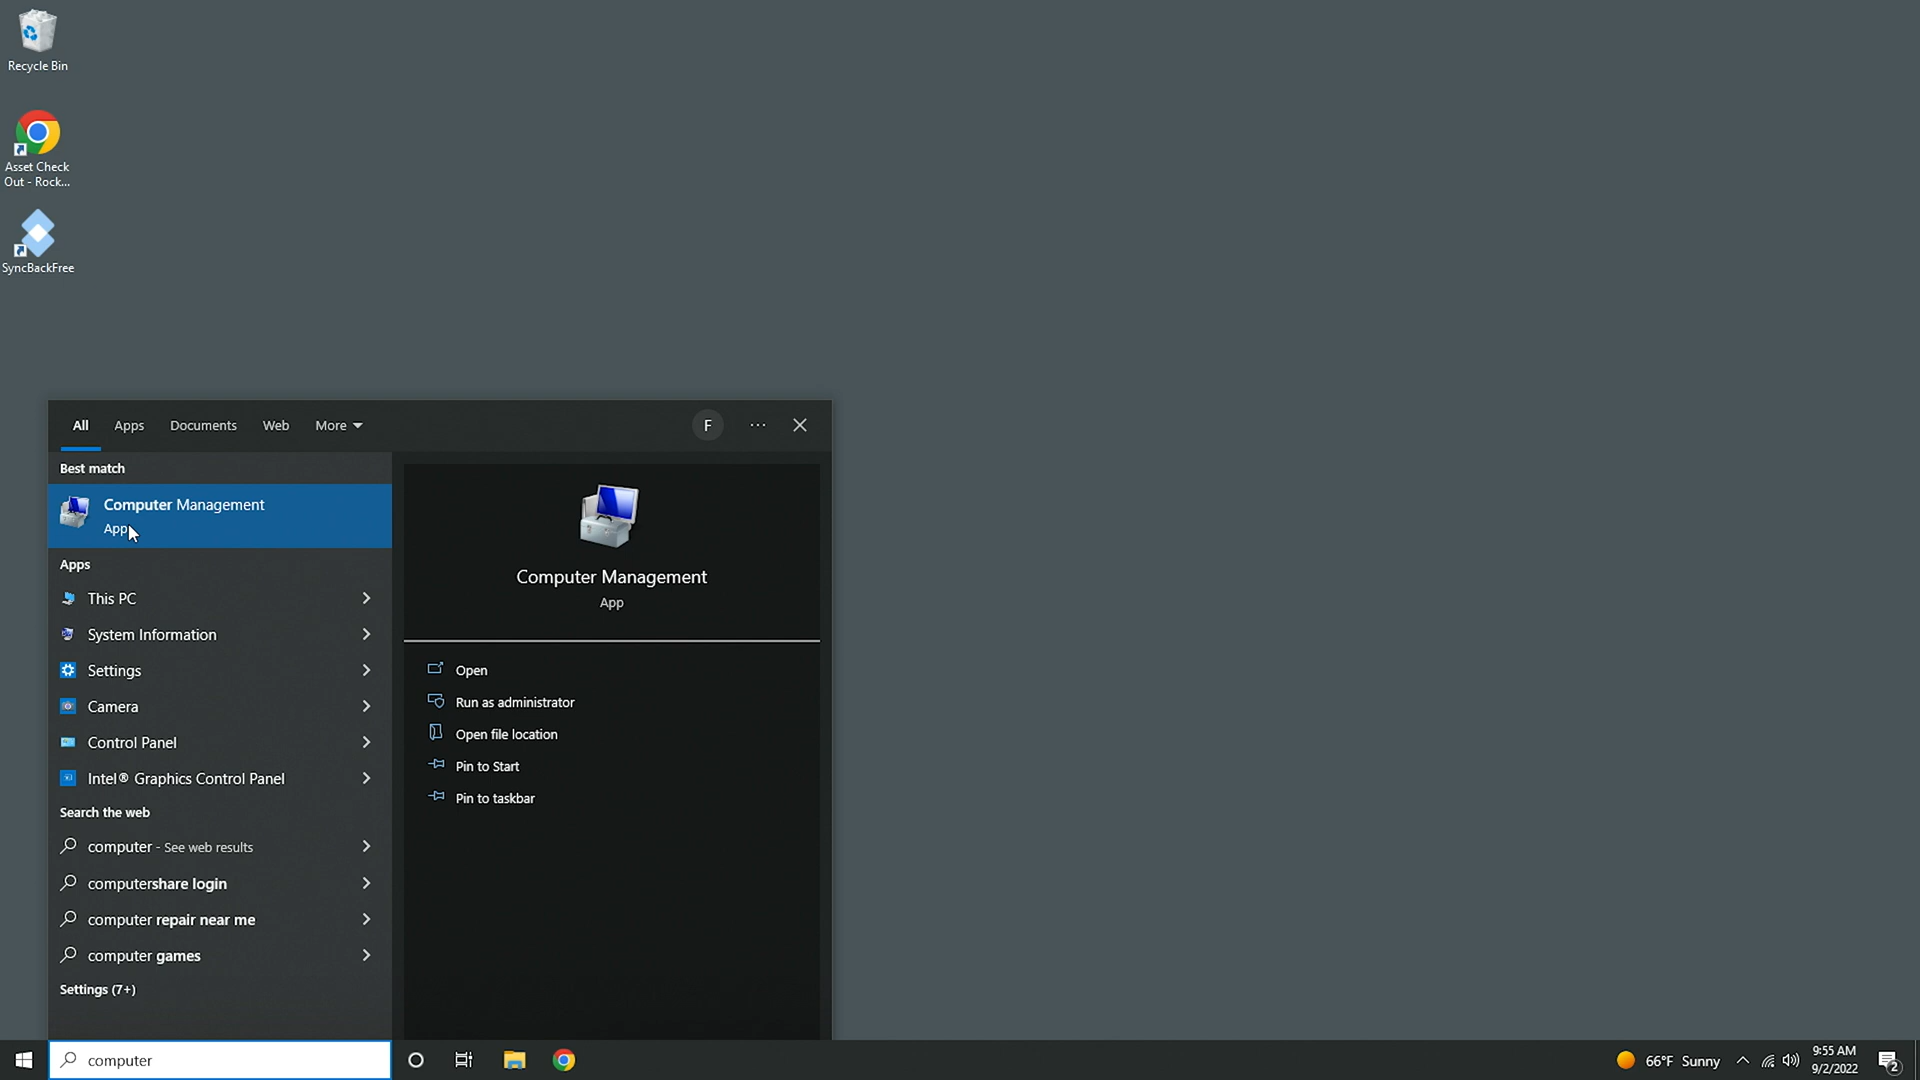 Recycle Bin
Asset Check
Out - Rock...
SyncBackFree
All
Apps
Documents
Web
More
F
Best match
Computer Management
App
Apps
This PC
System Information
Settings
Camera
Control Panel
Intel® Graphics Control Panel
Search the web
computer - See web results
computershare login
computer repair near me
computer games
Settings (7+)
Computer Management
App
Open
Run as administrator
Open file location
Pin to Start
Pin to taskbar
computer
66°F Sunny
9:55 AM
9/2/2022
2